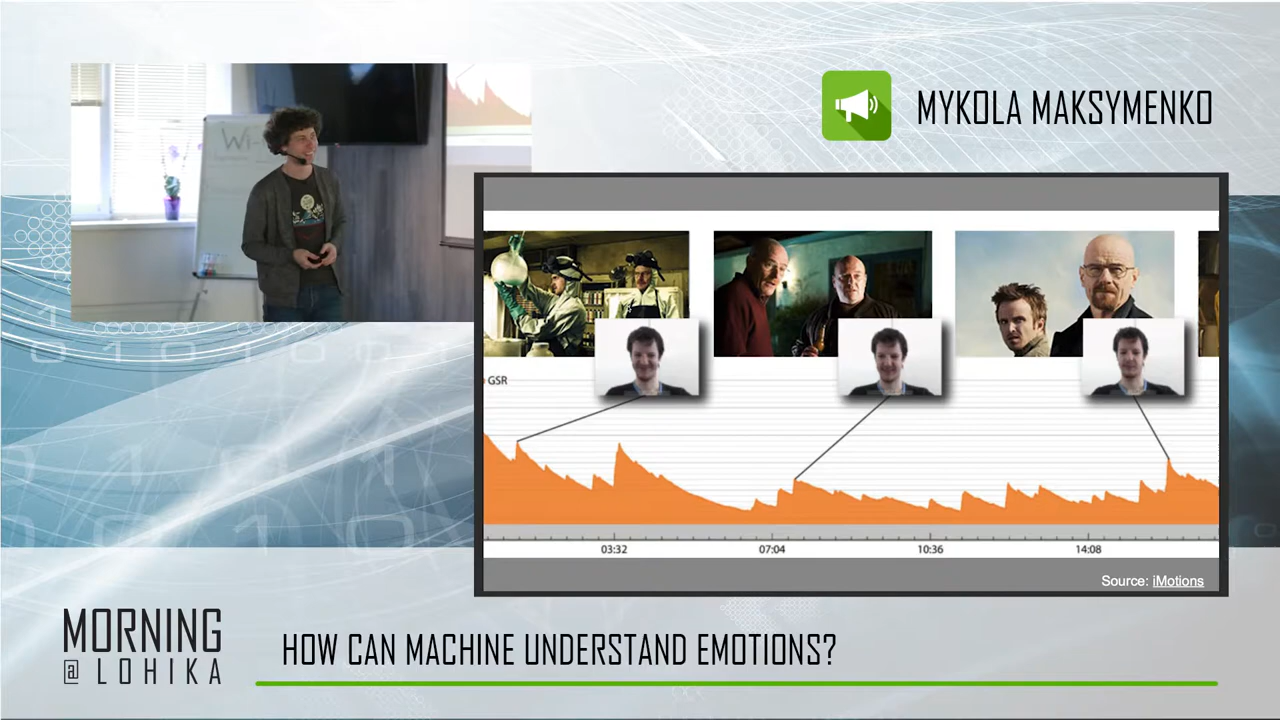 MYKOLA MAKSYMENKO
Wi-
GSR
03:32
07:04
10:36
14:08
Source: iMotions
MORNING
@ LOHIKA
HOW CAN MACHINE UNDERSTAND EMOTIONS?